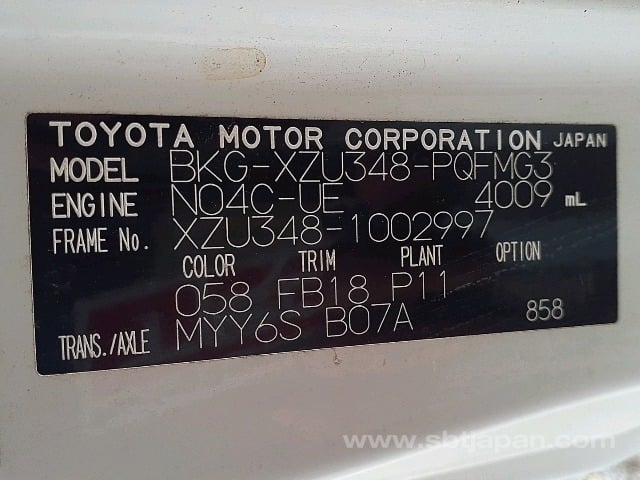 TOYOTA MOTOR CORPORATION JAPAN
MODEL BKG-XZU348-PQFMG3
ENGINE N04C-UE 4009 mL
FRAME No. XZU348-1002997
COLOR TRIM PLANT OPTION
058 FB18 P11
TRANS./AXLE MYY6S B07A 858
www.sbtjapan.com